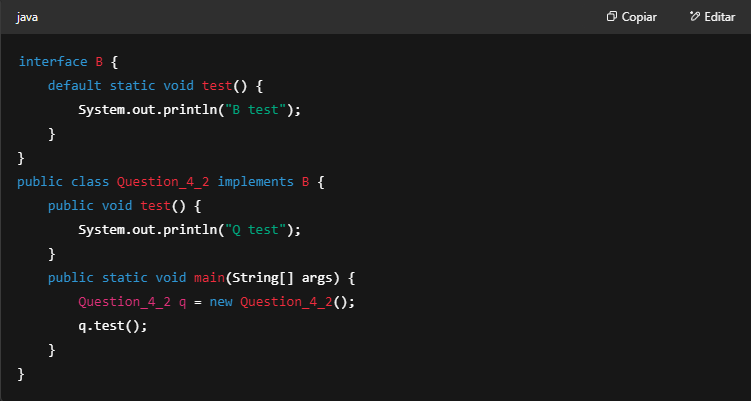 java
Copiar
Editar
interface B {
    default static void test() {
        System.out.println("B test");
    }
}
public class Question_4_2 implements B {
    public void test() {
        System.out.println("Q test");
    }
    public static void main(String[] args) {
        Question_4_2 q = new Question_4_2();
        q.test();
    }
}